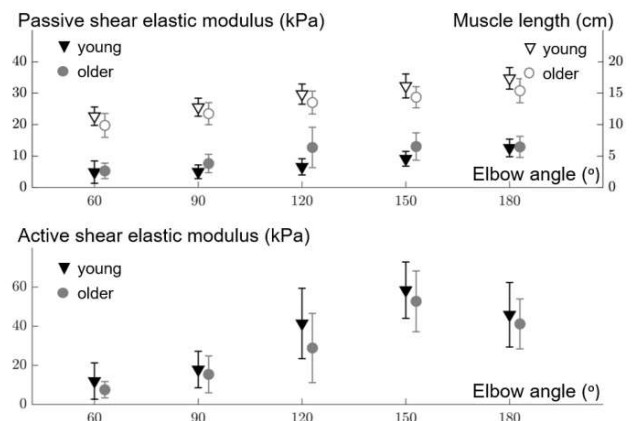 Passive shear elastic modulus (kPa) Muscle length (cm)
young young
older older
40 20
30 15
20 10
10 5
0 0
Elbow angle (º)
60 90 120 150 180
Active shear elastic modulus (kPa)
young
older
60
40
20
0
Elbow angle (º)
60 90 120 150 180